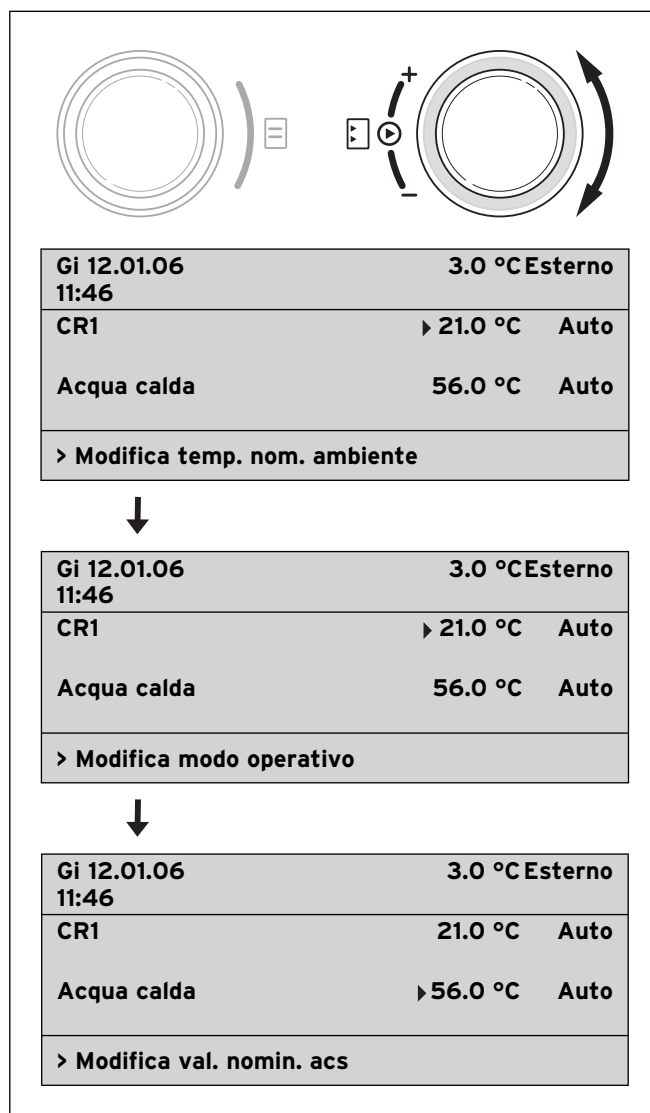 +
−
Gi 12.01.06 3.0 °C Esterno
11:46
CR1 21.0 °C Auto
Acqua calda 56.0 °C Auto
> Modifica temp. nom. ambiente
Gi 12.01.06 3.0 °C Esterno
11:46
CR1 21.0 °C Auto
Acqua calda 56.0 °C Auto
> Modifica modo operativo
Gi 12.01.06 3.0 °C Esterno
11:46
CR1 21.0 °C Auto
Acqua calda 56.0 °C Auto
> Modifica val. nomin. acs